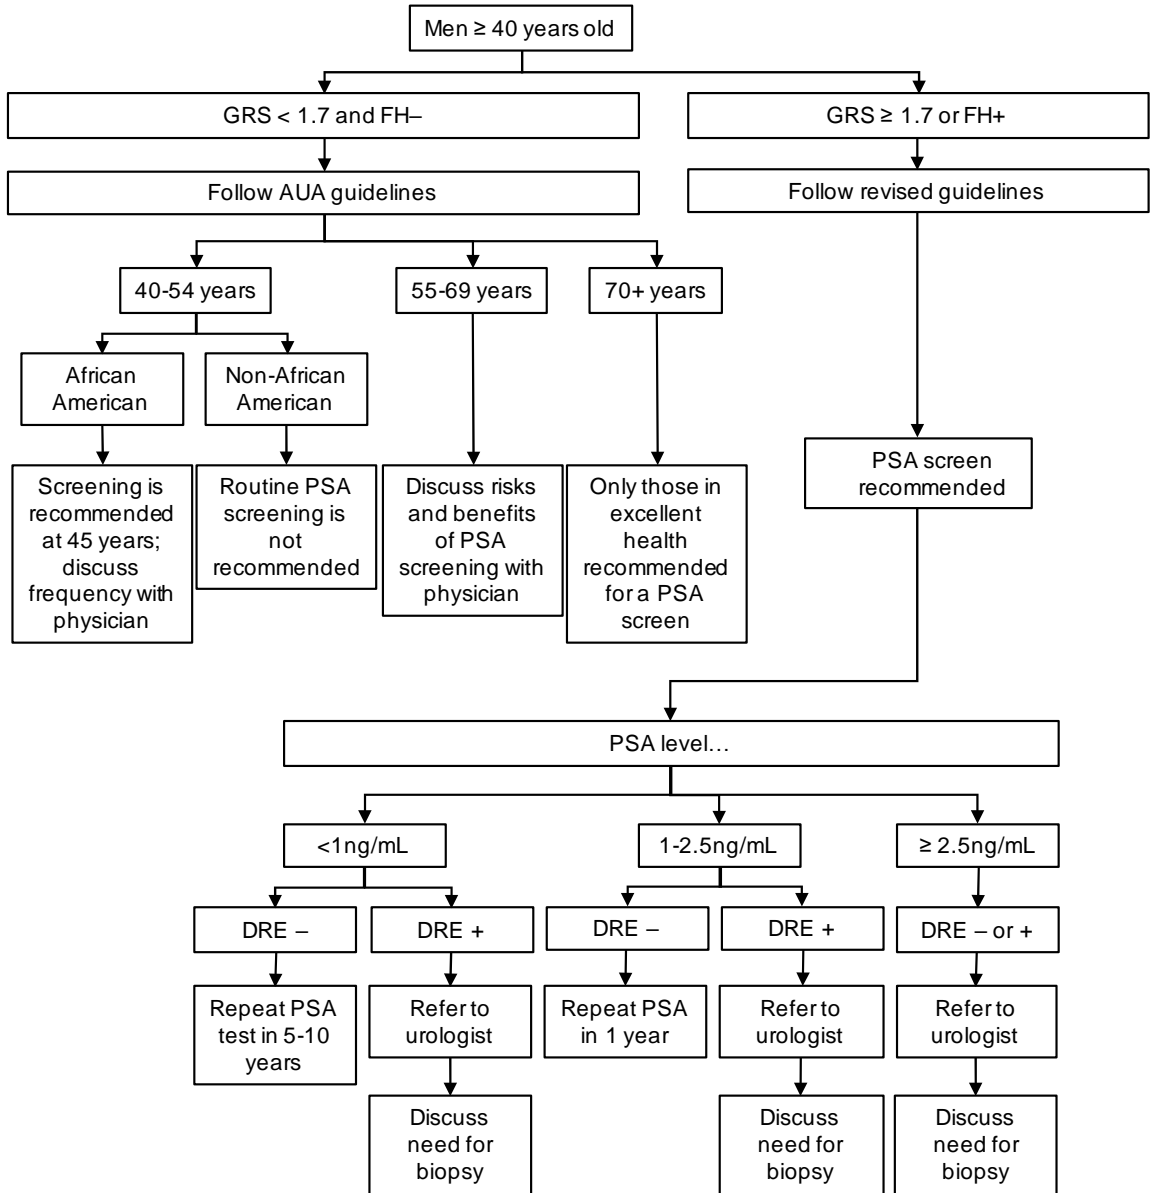 Men ≥ 40 years old
GRS < 1.7 and FH–
GRS ≥ 1.7 or FH+
Follow AUA guidelines
Follow revised guidelines
40-54 years
55-69 years
70+ years
African
American
Non-African
American
Screening is
recommended
at 45 years;
discuss
frequency with
physician
Routine PSA
screening is
not
recommended
Discuss risks
and benefits
of PSA
screening with
physician
Only those in
excellent
health
recommended
for a PSA
screen
PSA screen
recommended
PSA level…
<1ng/mL
1-2.5ng/mL
≥ 2.5ng/mL
DRE –
DRE +
DRE –
DRE +
DRE – or +
Repeat PSA
test in 5-10
years
Refer to
urologist
Repeat PSA
in 1 year
Refer to
urologist
Refer to
urologist
Discuss
need for
biopsy
Discuss
need for
biopsy
Discuss
need for
biopsy